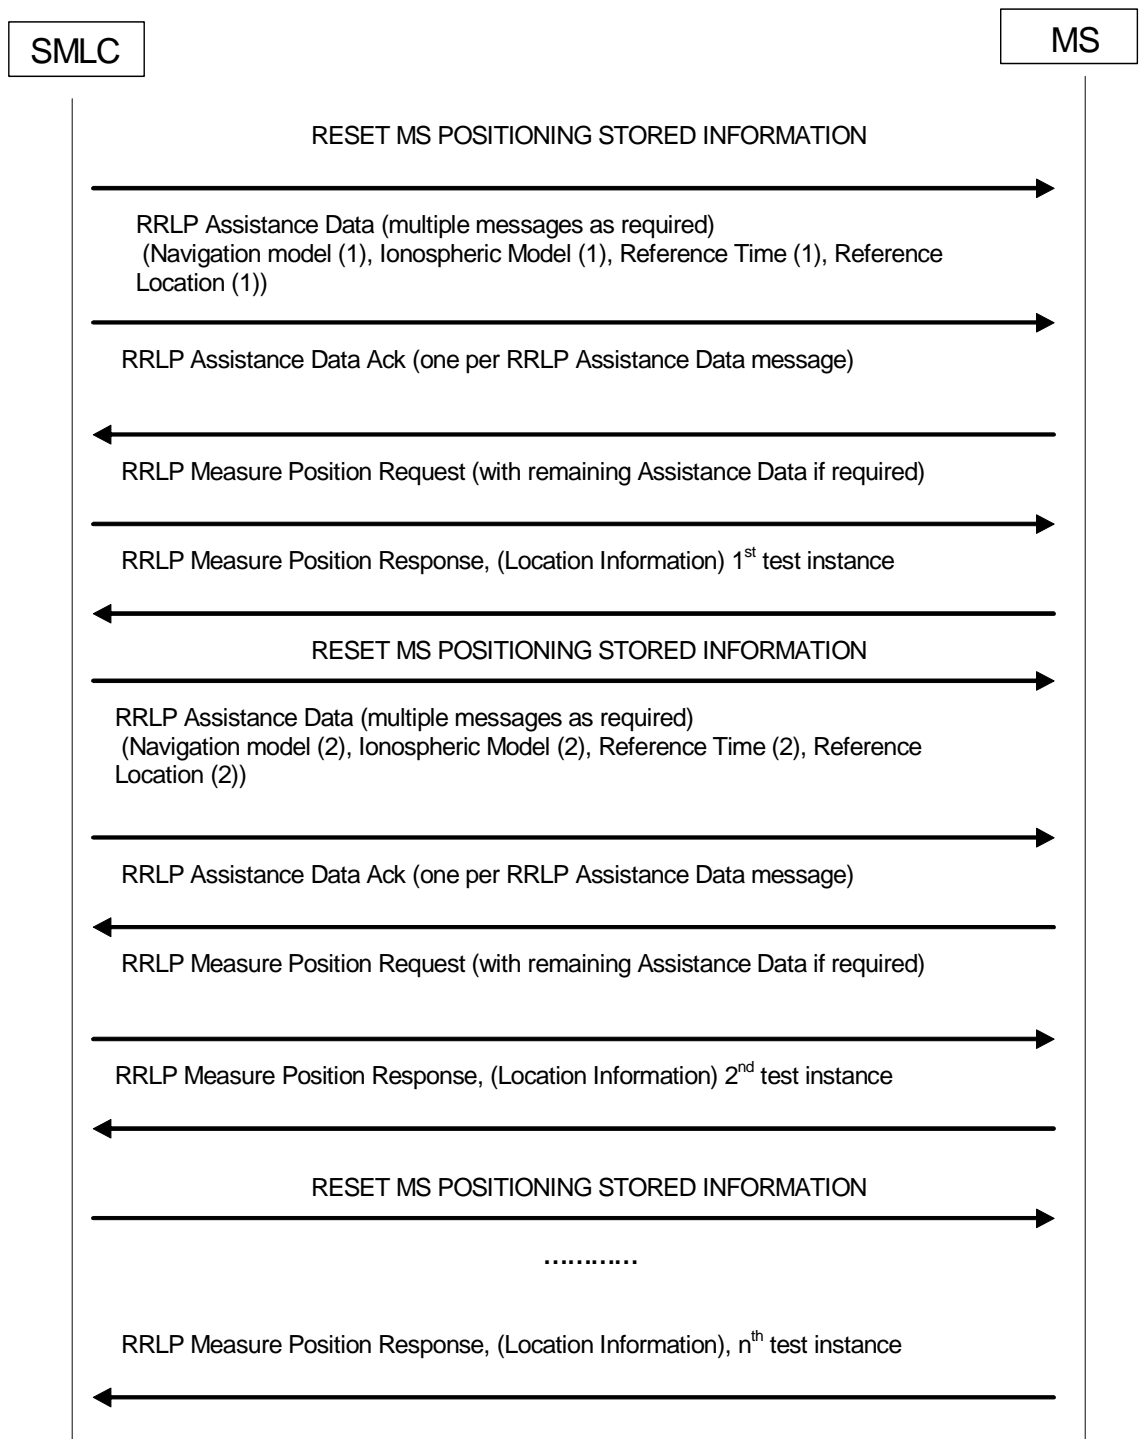 SMLC
MS
RESET MS POSITIONING STORED INFORMATION
RRLP Assistance Data (multiple messages as required)
(Navigation model (1), Ionospheric Model (1), Reference Time (1), Reference
Location (1))
RRLP Assistance Data Ack (one per RRLP Assistance Data message)
RRLP Measure Position Request (with remaining Assistance Data if required)
RRLP Measure Position Response, (Location Information) 1st test instance
RESET MS POSITIONING STORED INFORMATION
RRLP Assistance Data (multiple messages as required)
(Navigation model (2), Ionospheric Model (2), Reference Time (2), Reference
Location (2))
RRLP Assistance Data Ack (one per RRLP Assistance Data message)
RRLP Measure Position Request (with remaining Assistance Data if required)
RRLP Measure Position Response, (Location Information) 2nd test instance
RESET MS POSITIONING STORED INFORMATION
…………
RRLP Measure Position Response, (Location Information), nth test instance